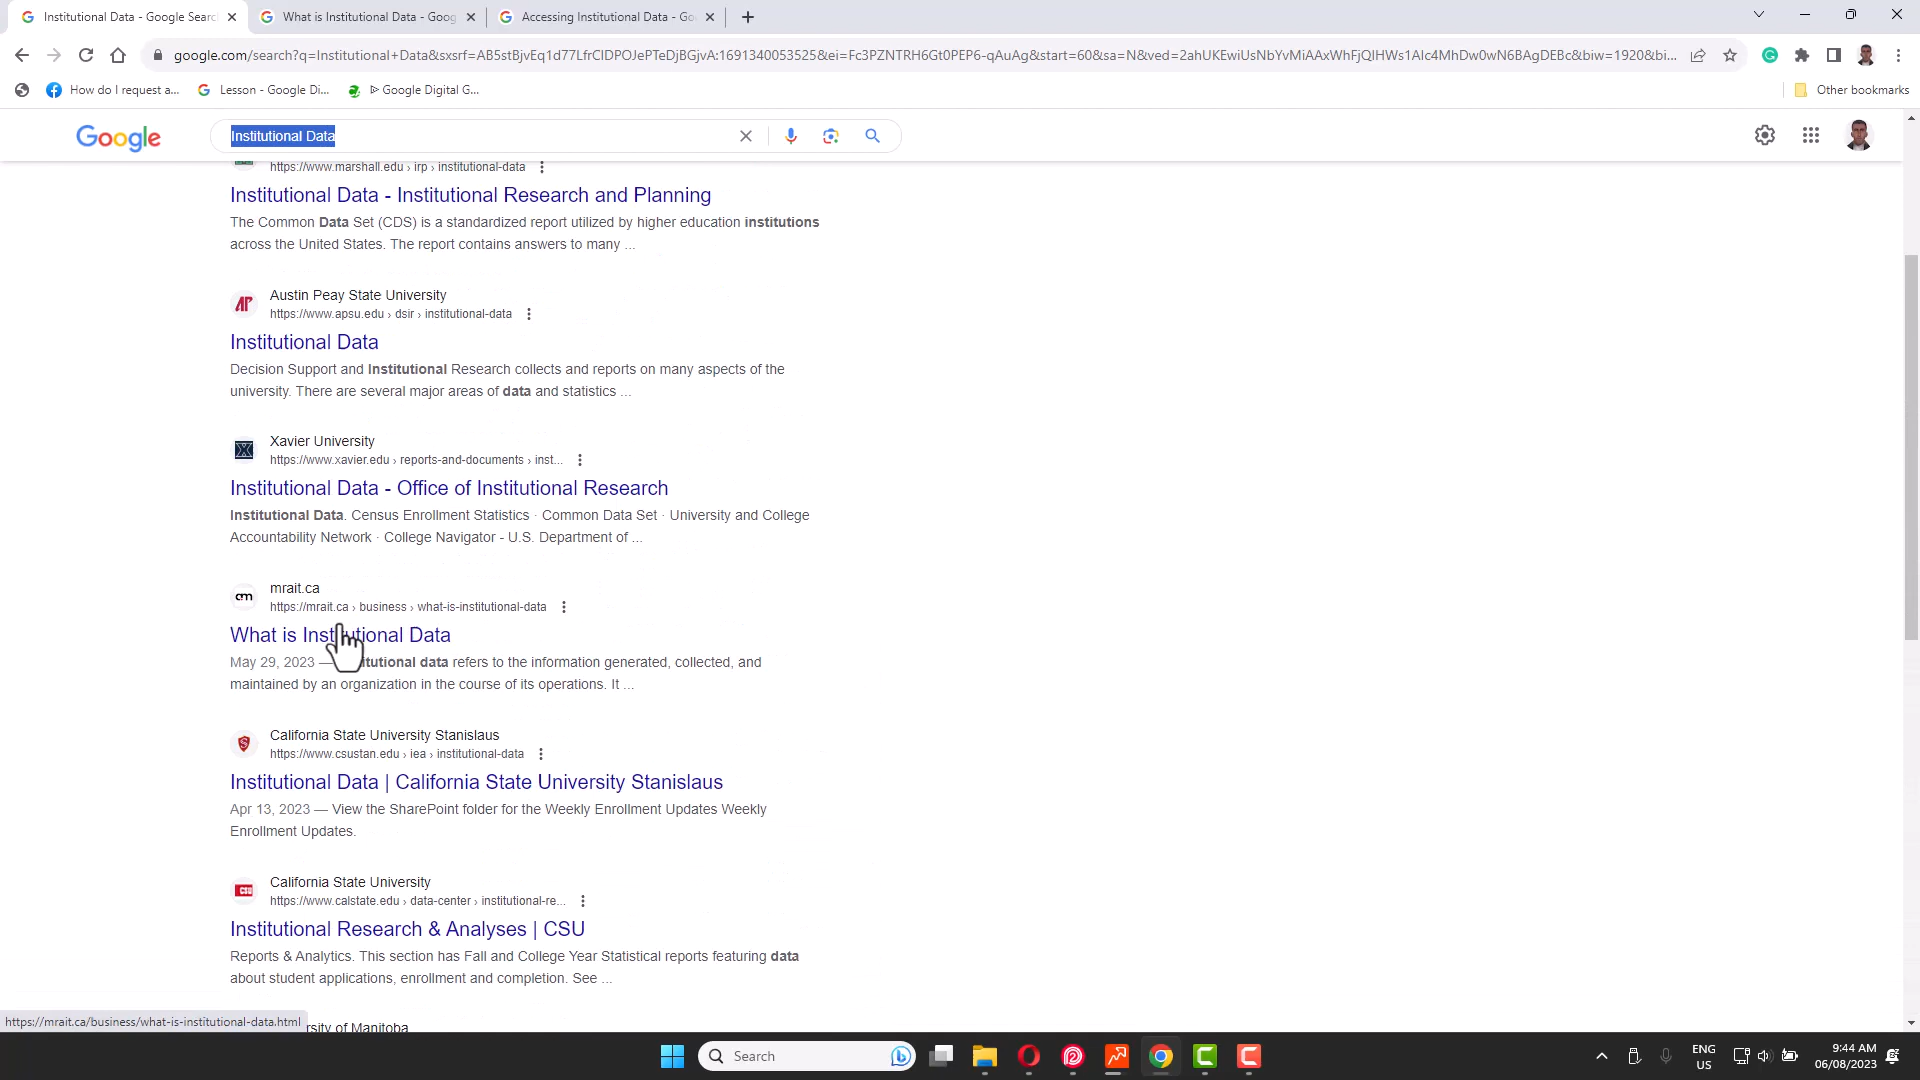 Institutional Data - Google Searc
What is Institutional Data - Goog
Accessing Institutional Data - Go
google.com/search?q=Institutional+Data&sxsrf=AB5stBjvEq1d77LfrClDPOJePTeDjBGjvA:1691340053525&ei=Fc3PZNTRH6Gt0PEP6-qAuAg&start=60&sa=N&ved=2ahUKEwiUsNbYvMiAAxWhFjQIHWs1AIc4MhDw0wN6BAgDEBc&biw=1920&bi...
How do I request a...
Lesson - Google Di...
Google Digital G...
Other bookmarks
Google
Institutional Data
https://www.marshall.edu › irp › institutional-data
Institutional Data - Institutional Research and Planning
The Common Data Set (CDS) is a standardized report utilized by higher education institutions
across the United States. The report contains answers to many ...
Austin Peay State University
https://www.apsu.edu › dsir › institutional-data
Institutional Data
Decision Support and Institutional Research collects and reports on many aspects of the
university. There are several major areas of data and statistics ...
Xavier University
https://www.xavier.edu › reports-and-documents › inst...
Institutional Data - Office of Institutional Research
Institutional Data. Census Enrollment Statistics · Common Data Set · University and College
Accountability Network · College Navigator - U.S. Department of ...
cm
mrait.ca
https://mrait.ca › business › what-is-institutional-data
What is Institutional Data
May 29, 2023 — titutional data refers to the information generated, collected, and
maintained by an organization in the course of its operations. It ...
California State University Stanislaus
https://www.csustan.edu › iea › institutional-data
Institutional Data | California State University Stanislaus
Apr 13, 2023 — View the SharePoint folder for the Weekly Enrollment Updates Weekly
Enrollment Updates.
CSU
California State University
https://www.calstate.edu › data-center › institutional-re...
Institutional Research & Analyses | CSU
Reports & Analytics. This section has Fall and College Year Statistical reports featuring data
about student applications, enrollment and completion. See ...
https://mrait.ca/business/what-is-institutional-data.html
rsity of Manitoba
Search
ENG
US
9:44 AM
06/08/2023